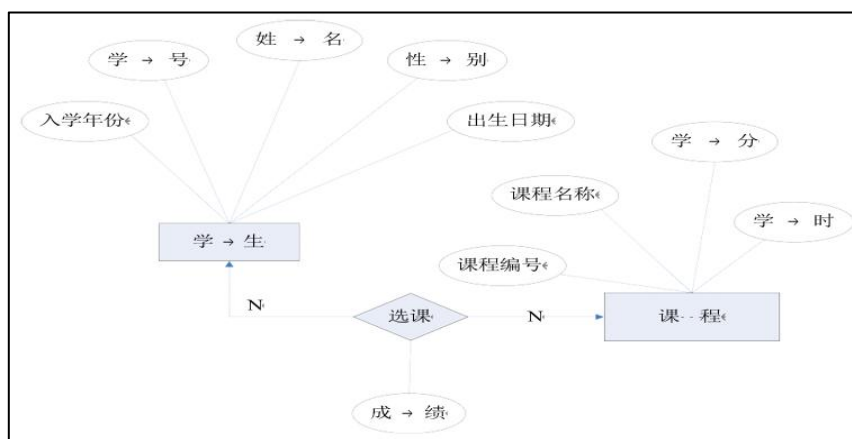 姓 → 名
学 → 号
性 → 别
入学年份
出生日期
学 → 分
课程名称
学 → 时
学 → 生
课程编号
N
选课
N
课··程
成 → 绩